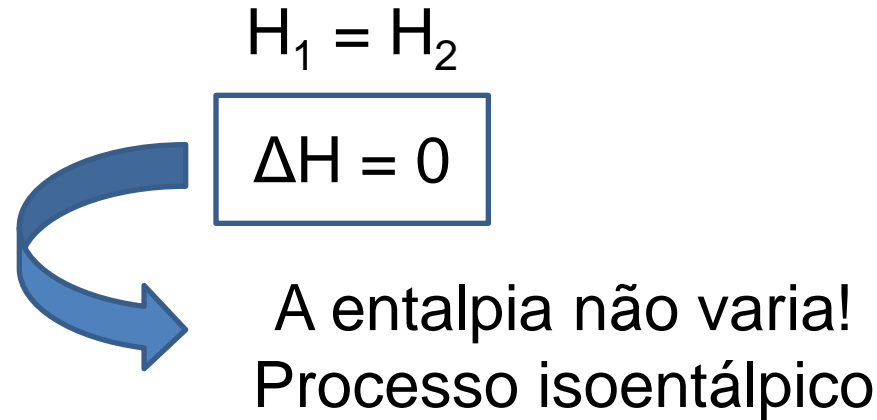 H₁ = H₂
ΔH = 0
A entalpia não varia!
Processo isoentálpico